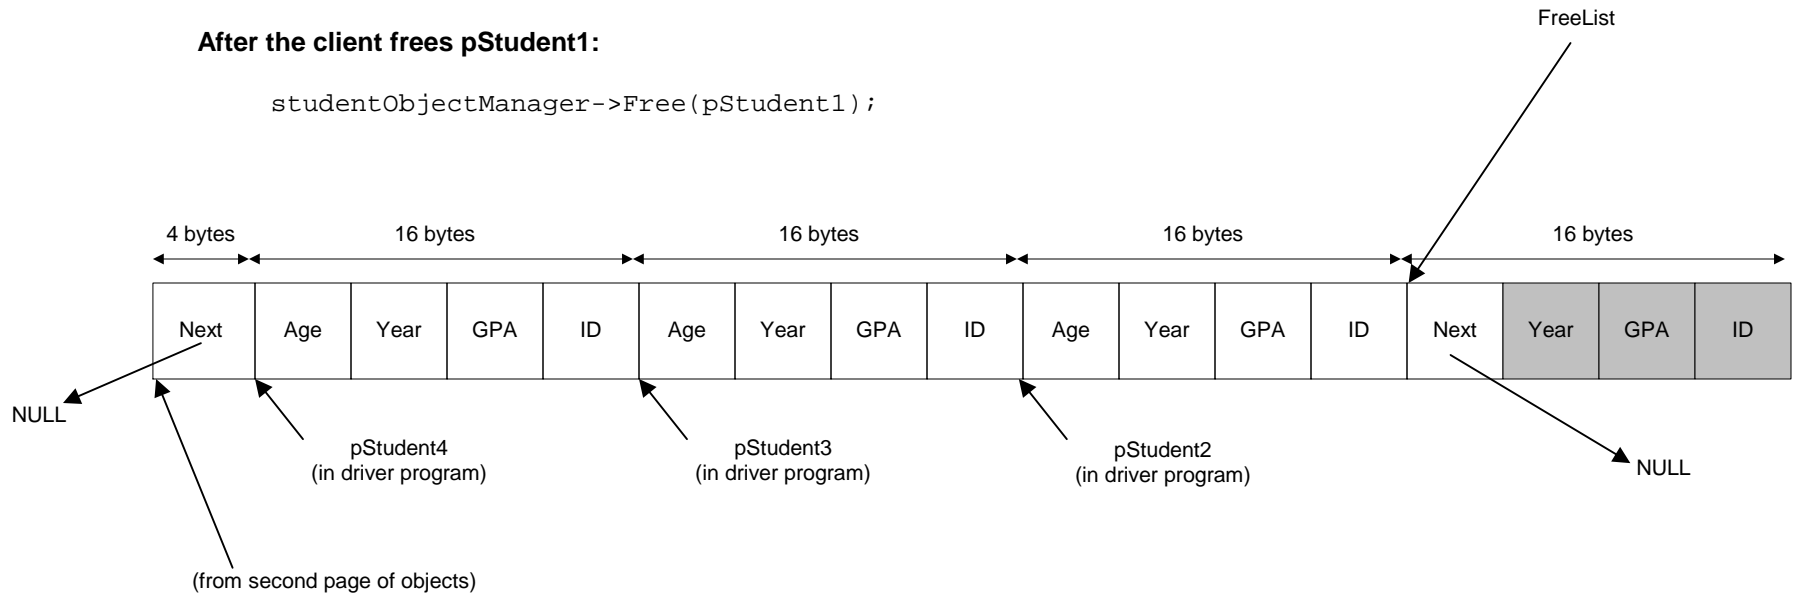 FreeList
After the client frees pStudent1:
studentObjectManager->Free(pStudent1);
4 bytes 16 bytes 16 bytes 16 bytes 16 bytes
Next Age Year GPA ID Age Year GPA ID Age Year GPA ID Next Year GPA ID
NULL
pStudent4
(in driver program)
pStudent3
(in driver program)
pStudent2
(in driver program)
NULL
(from second page of objects)